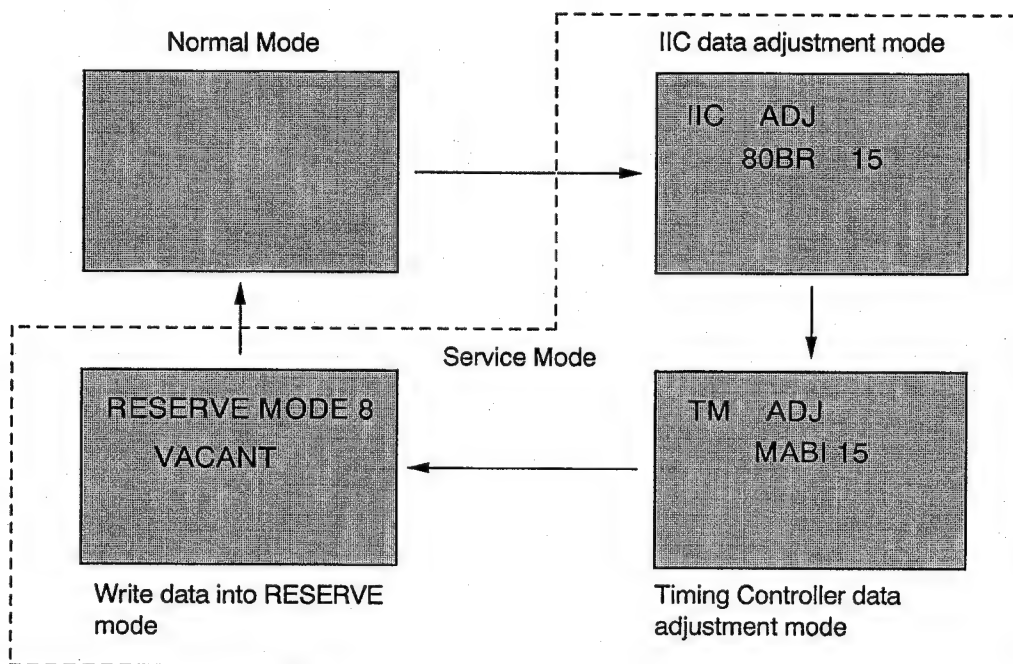 Normal Mode
IIC data adjustment mode
IIC ADJ
80BR 15
Service Mode
RESERVE MODE 8
VACANT
TM ADJ
MABI 15
Write data into RESERVE
mode
Timing Controller data
adjustment mode